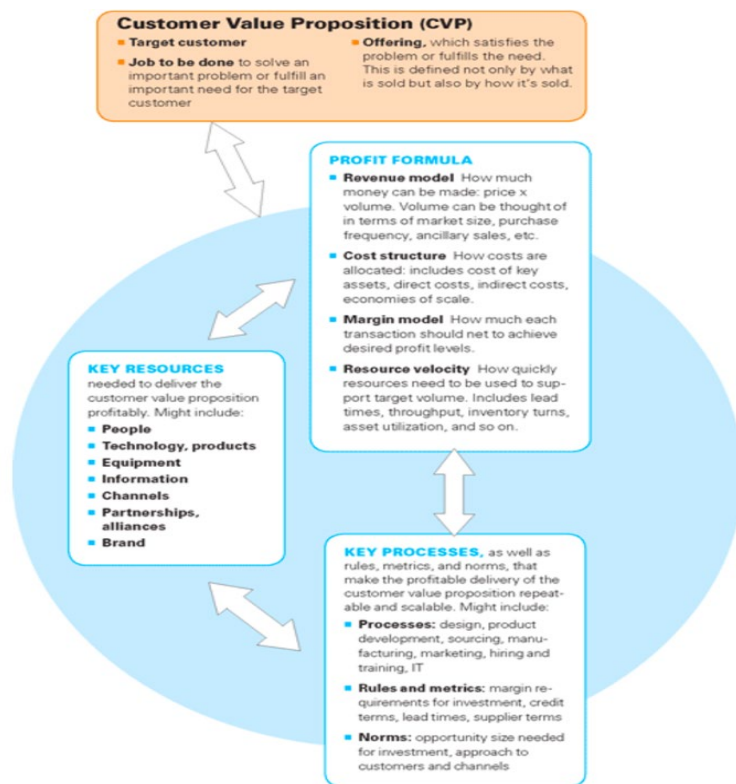 Customer Value Proposition (CVP)
▪ Target customer
▪ Job to be done to solve an
important problem or fulfill an
important need for the target
customer
▪ Offering, which satisfies the
problem or fulfills the need.
This is defined not only by what
is sold but also by how it's sold.
PROFIT FORMULA
▪ Revenue model How much
money can be made: price x
volume. Volume can be thought of
in terms of market size, purchase
frequency, ancillary sales, etc.
▪ Cost structure How costs are
allocated: includes cost of key
assets, direct costs, indirect costs,
economies of scale.
▪ Margin model How much each
transaction should net to achieve
desired profit levels.
▪ Resource velocity How quickly
resources need to be used to sup-
port target volume. Includes lead
times, throughput, inventory turns,
asset utilization, and so on.
KEY RESOURCES
needed to deliver the
customer value proposition
profitably. Might include:
▪ People
▪ Technology, products
▪ Equipment
▪ Information
▪ Channels
▪ Partnerships,
alliances
▪ Brand
KEY PROCESSES, as well as
rules, metrics, and norms, that
make the profitable delivery of the
customer value proposition repeat-
able and scalable. Might include:
▪ Processes: design, product
development, sourcing, manu-
facturing, marketing, hiring and
training, IT
▪ Rules and metrics: margin re-
quirements for investment, credit
terms, lead times, supplier terms
▪ Norms: opportunity size needed
for investment, approach to
customers and channels